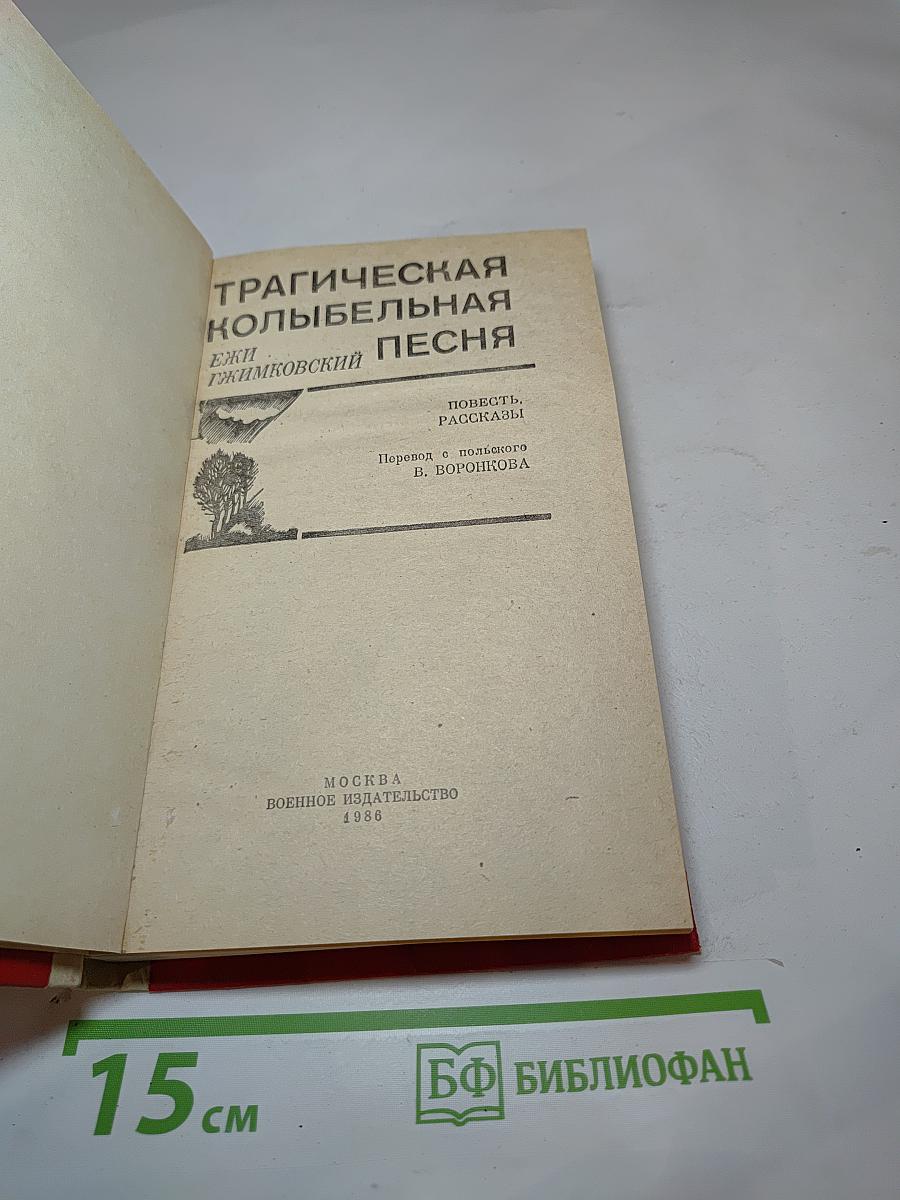 ТРАГИЧЕСКАЯ
КОЛЫБЕЛЬНАЯ
ПЕСНЯ
ЕЖИ
ГЖИМКОВСКИЙ
ПОВЕСТЬ,
РАССКАЗЫ
Перевод с польского
В. ВОРОНКОВА
МОСКВА
ВОЕННОЕ ИЗДАТЕЛЬСТВО
1986
15 см
БФ БИБЛИОФАН